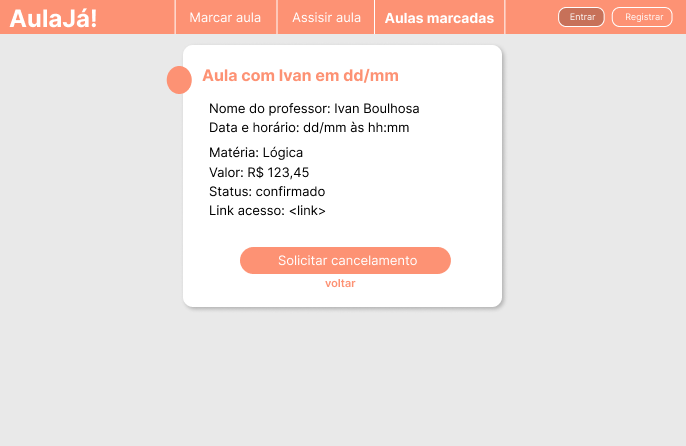 AulaJá!
Marcar aula
Assisir aula
Aulas marcadas
Entrar
Registrar
Aula com Ivan em dd/mm
Nome do professor: Ivan Boulhosa
Data e horário: dd/mm às hh:mm
Matéria: Lógica
Valor: R$ 123,45
Status: confirmado
Link acesso: <link>
Solicitar cancelamento
voltar